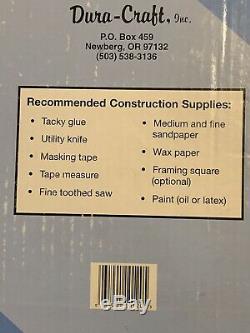 Dura-Craft, Inc.
P.O. Box 459
Newberg, OR 97132
(503) 538-3136
Recommended Construction Supplies:
• Tacky glue
• Utility knife
• Masking tape
• Tape measure
• Fine toothed saw
• Medium and fine
sandpaper
• Wax paper
• Framing square
(optional)
• Paint (oil or latex)